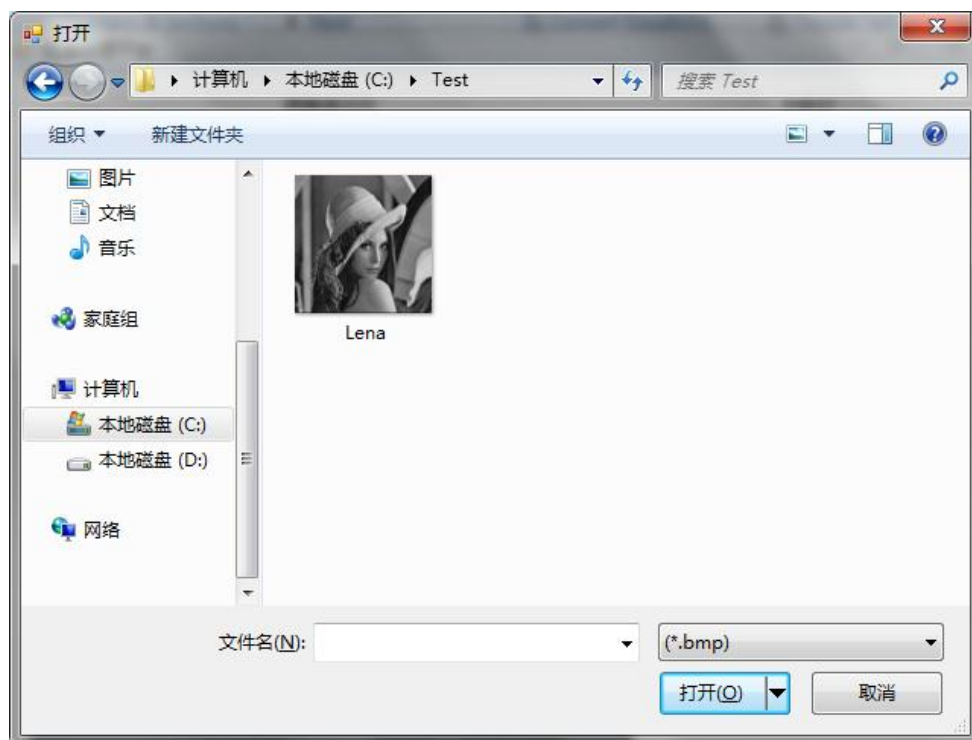 打开
计算机 本地磁盘 (C:) Test
搜索 Test
组织 新建文件夹
图片
文档
音乐
家庭组
计算机
本地磁盘 (C:)
本地磁盘 (D:)
网络
Lena
文件名(N):
(*.bmp)
打开(O) 取消